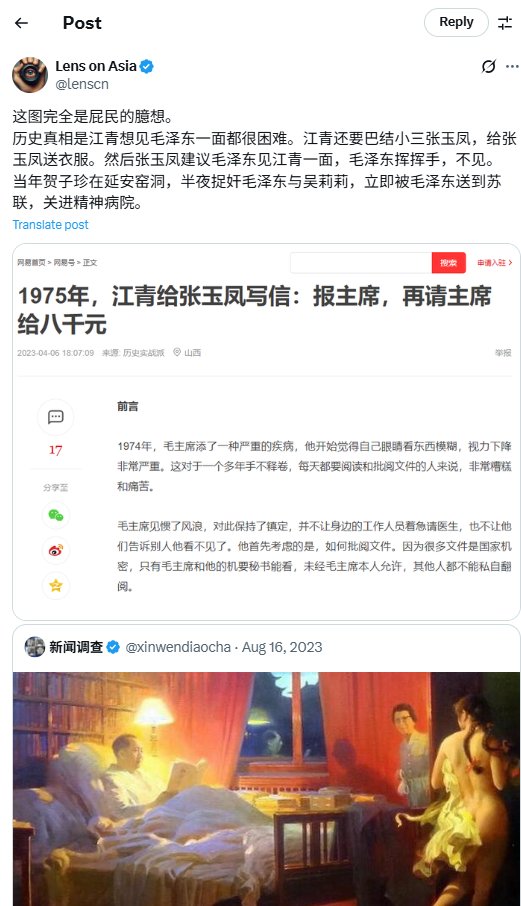 Post
Reply
Lens on Asia
@lenscn
这图完全是屁民的臆想。
历史真相是江青想见毛泽东一面都很困难。江青还要巴结小三张玉凤，给张
玉凤送衣服。然后张玉凤建议毛泽东见江青一面，毛泽东挥挥手，不见。
当年贺子珍在延安窑洞，半夜捉奸毛泽东与吴莉莉，立即被毛泽东送到苏
联，关进精神病院。
Translate post
网易首页 > 网易号 > 正文
搜索
申请入驻 >
1975年，江青给张玉凤写信：报主席，再请主席
给八千元
2023-04-06 18:07:09 来源: 历史实战派 山西
举报
前言
17
1974年，毛主席添了一种严重的疾病，他开始觉得自己眼睛看东西模糊，视力下降
非常严重。这对于一个多年手不释卷，每天都要阅读和批阅文件的人来说，非常糟糕
和痛苦。
分享至
毛主席见惯了风浪，对此保持了镇定，并不让身边的工作人员着急请医生，也不让他
们告诉别人他看不见了。他首先考虑的是，如何批阅文件。因为很多文件是国家机
密，只有毛主席和他的机要秘书能看，未经毛主席本人允许，其他人都不能私自翻
阅。
新闻调查 @xinwendiaocha · Aug 16, 2023